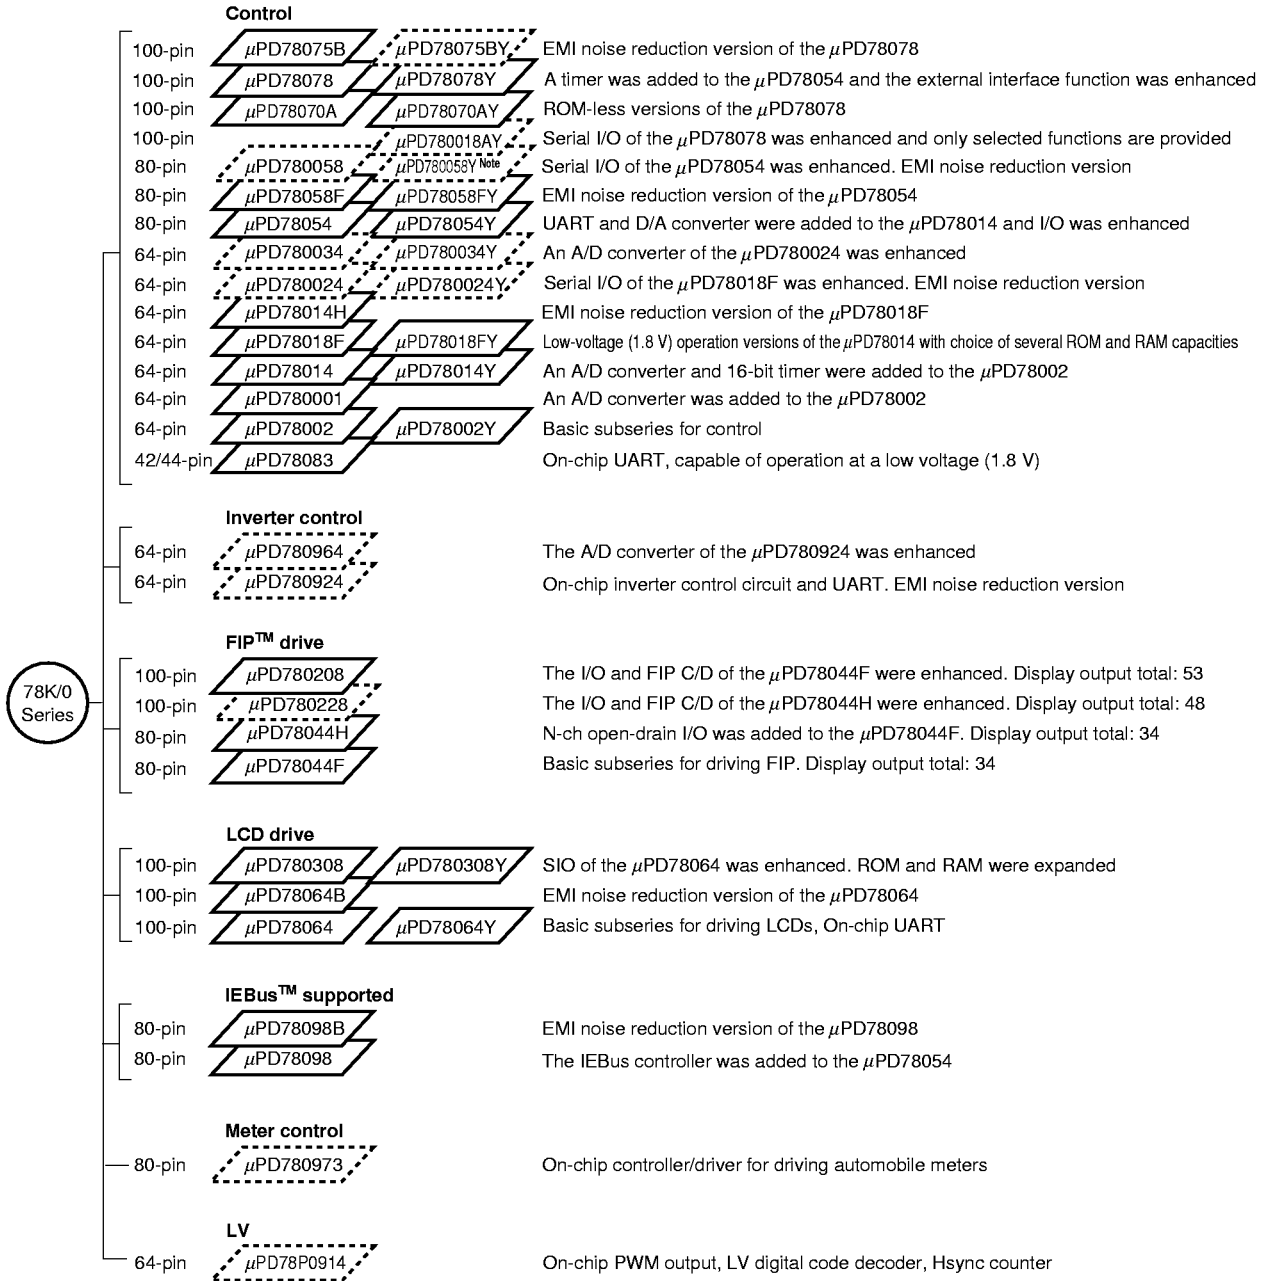 Control
100-pin μPD78075B μPD78075BY EMI noise reduction version of the μPD78078
100-pin μPD78078 μPD78078Y A timer was added to the μPD78054 and the external interface function was enhanced
100-pin μPD78070A μPD78070AY ROM-less versions of the μPD78078
100-pin μPD780018AY Serial I/O of the μPD78078 was enhanced and only selected functions are provided
80-pin μPD780058 μPD780058Y Note Serial I/O of the μPD78054 was enhanced. EMI noise reduction version
80-pin μPD78058F μPD78058FY EMI noise reduction version of the μPD78054
80-pin μPD78054 μPD78054Y UART and D/A converter were added to the μPD78014 and I/O was enhanced
64-pin μPD780034 μPD780034Y An A/D converter of the μPD780024 was enhanced
64-pin μPD780024 μPD780024Y Serial I/O of the μPD78018F was enhanced. EMI noise reduction version
64-pin μPD78014H EMI noise reduction version of the μPD78018F
64-pin μPD78018F μPD78018FY Low-voltage (1.8 V) operation versions of the μPD78014 with choice of several ROM and RAM capacities
64-pin μPD78014 μPD78014Y An A/D converter and 16-bit timer were added to the μPD78002
64-pin μPD780001 An A/D converter was added to the μPD78002
64-pin μPD78002 μPD78002Y Basic subseries for control
42/44-pin μPD78083 On-chip UART, capable of operation at a low voltage (1.8 V)
Inverter control
64-pin μPD780964 The A/D converter of the μPD780924 was enhanced
64-pin μPD780924 On-chip inverter control circuit and UART. EMI noise reduction version
FIP™ drive
78K/0
Series
100-pin μPD780208 The I/O and FIP C/D of the μPD78044F were enhanced. Display output total: 53
100-pin μPD780228 The I/O and FIP C/D of the μPD78044H were enhanced. Display output total: 48
80-pin μPD78044H N-ch open-drain I/O was added to the μPD78044F. Display output total: 34
80-pin μPD78044F Basic subseries for driving FIP. Display output total: 34
LCD drive
100-pin μPD780308 μPD780308Y SIO of the μPD78064 was enhanced. ROM and RAM were expanded
100-pin μPD78064B EMI noise reduction version of the μPD78064
100-pin μPD78064 μPD78064Y Basic subseries for driving LCDs, On-chip UART
IEBus™ supported
80-pin μPD78098B EMI noise reduction version of the μPD78098
80-pin μPD78098 The IEBus controller was added to the μPD78054
Meter control
80-pin μPD780973 On-chip controller/driver for driving automobile meters
LV
64-pin μPD78P0914 On-chip PWM output, LV digital code decoder, Hsync counter